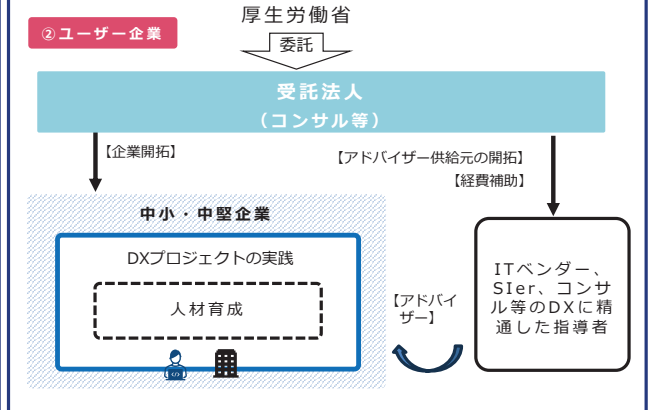 厚生労働省
②ユーザー企業
委託
受託法人
（コンサル等）
【企業開拓】
【アドバイザー供給元の開拓】
【経費補助】
中小・中堅企業
DXプロジェクトの実践
人材育成
ITベンダー、
SIer、コンサ
ル等のDXに精
通した指導者
【アドバイ
ザー】